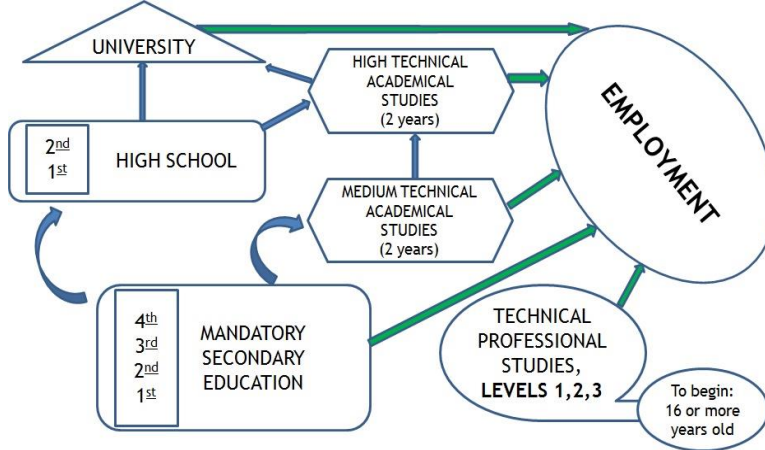 UNIVERSITY
HIGH TECHNICAL
ACADEMICAL
STUDIES
(2 years)
EMPLOYMENT
2nd
1st
HIGH SCHOOL
MEDIUM TECHNICAL
ACADEMICAL
STUDIES
(2 years)
4th
3rd
2nd
1st
MANDATORY
SECONDARY
EDUCATION
TECHNICAL
PROFESSIONAL
STUDIES,
LEVELS 1,2,3
To begin:
16 or more
years old